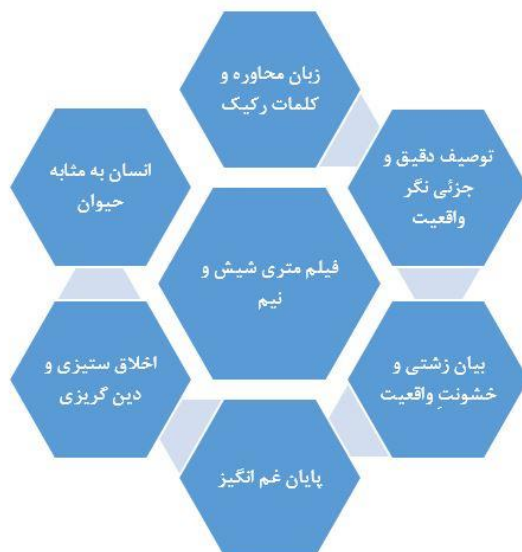 زبان محاوره و
کلمات رکیک
توصیف دقیق و
جزئی نگر
واقعیت
بیان زشتی و
خشونتِ واقعیت
پایان غم انگیز
اخلاق ستیزی و
دین گریزی
انسان به مثابه
حیوان
فیلم متری شیش و
نیم